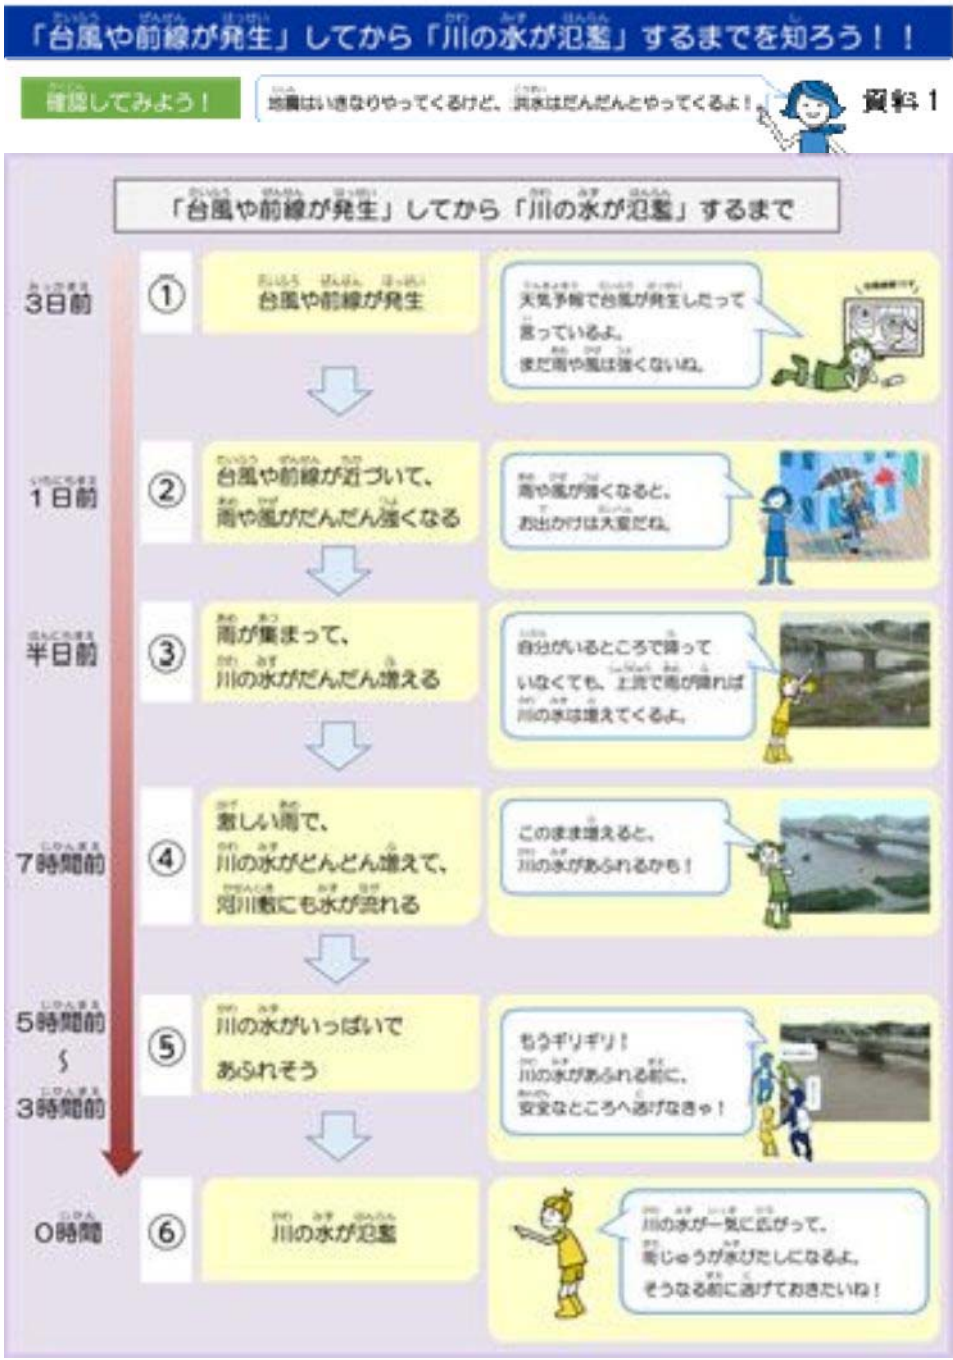 「台風や前線が発生」してから「川の水が氾濫」するまでを知ろう！！
確認してみよう！
地震はいきなりやってくるけど、洪水はだんだんとやってくるよ！
資料1
「台風や前線が発生」してから「川の水が氾濫」するまで
3日前
①
台風や前線が発生
天気予報で台風が発生したって
言っているよ。
まだ雨や風は強くないね。
1日前
②
台風や前線が近づいて、
雨や風がだんだん強くなる
雨や風が強くなると、
お出かけは大変だね。
半日前
③
雨が集まって、
川の水がだんだん増える
自分がいるところで降って
いなくても、上流で雨が降れば
川の水は増えてくるよ。
7時間前
④
激しい雨で、
川の水がどんどん増えて、
河川敷にも水が流れる
このまま増えると、
川の水があふれるかも！
5時間前
〜
3時間前
⑤
川の水がいっぱいで
あふれそう
もうギリギリ！
川の水があふれる前に、
安全なところへ逃げなきゃ！
0時間
⑥
川の水が氾濫
川の水が一気に広がって、
街じゅうが水びたしになるよ。
そうなる前に逃げておきたいね！